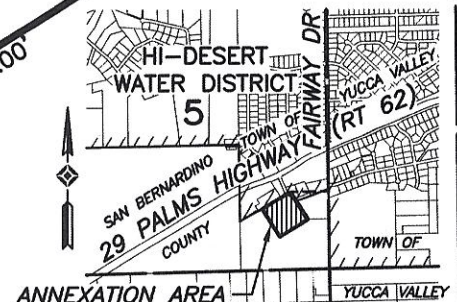 00'
HI-DESERT
WATER DISTRICT
5
FAIRWAY DR
YUCCA VALLEY
TOWN OF
(RT 62)
SAN BERNARDINO
29 PALMS HIGHWAY
COUNTY
TOWN OF
ANNEXATION AREA
YUCCA VALLEY